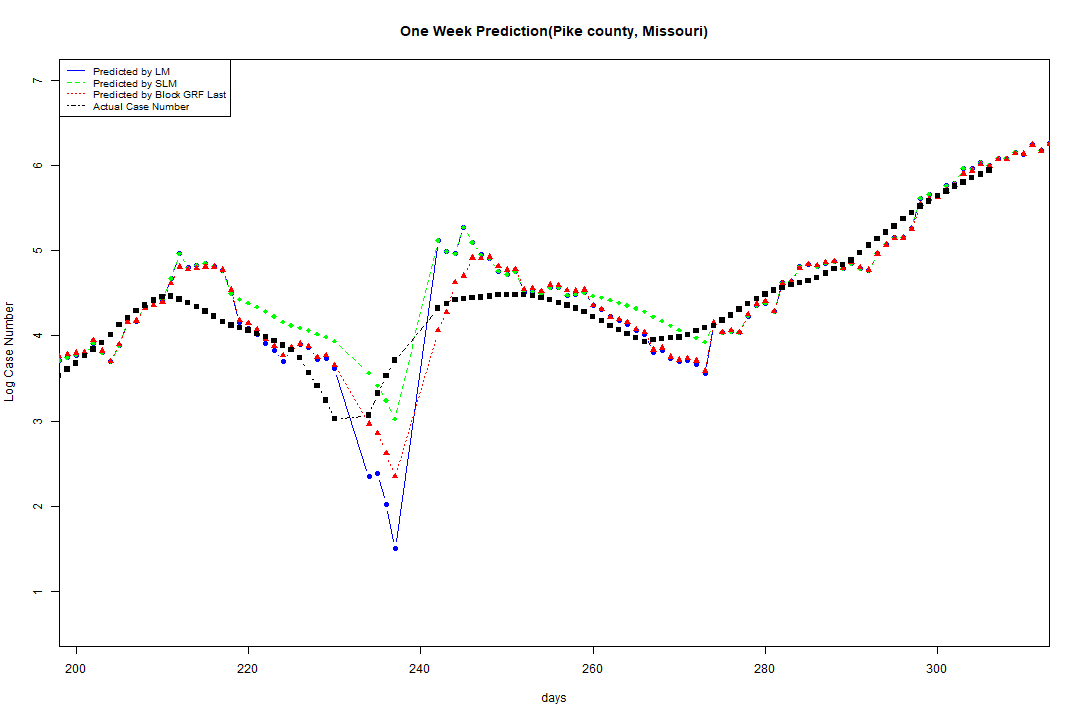 One Week Prediction(Pike county, Missouri)
Predicted by LM
Predicted by SLM
Predicted by Block GRF Last
Actual Case Number
7
6
5
4
3
2
1
Log Case Number
200 220 240 260 280 300
days